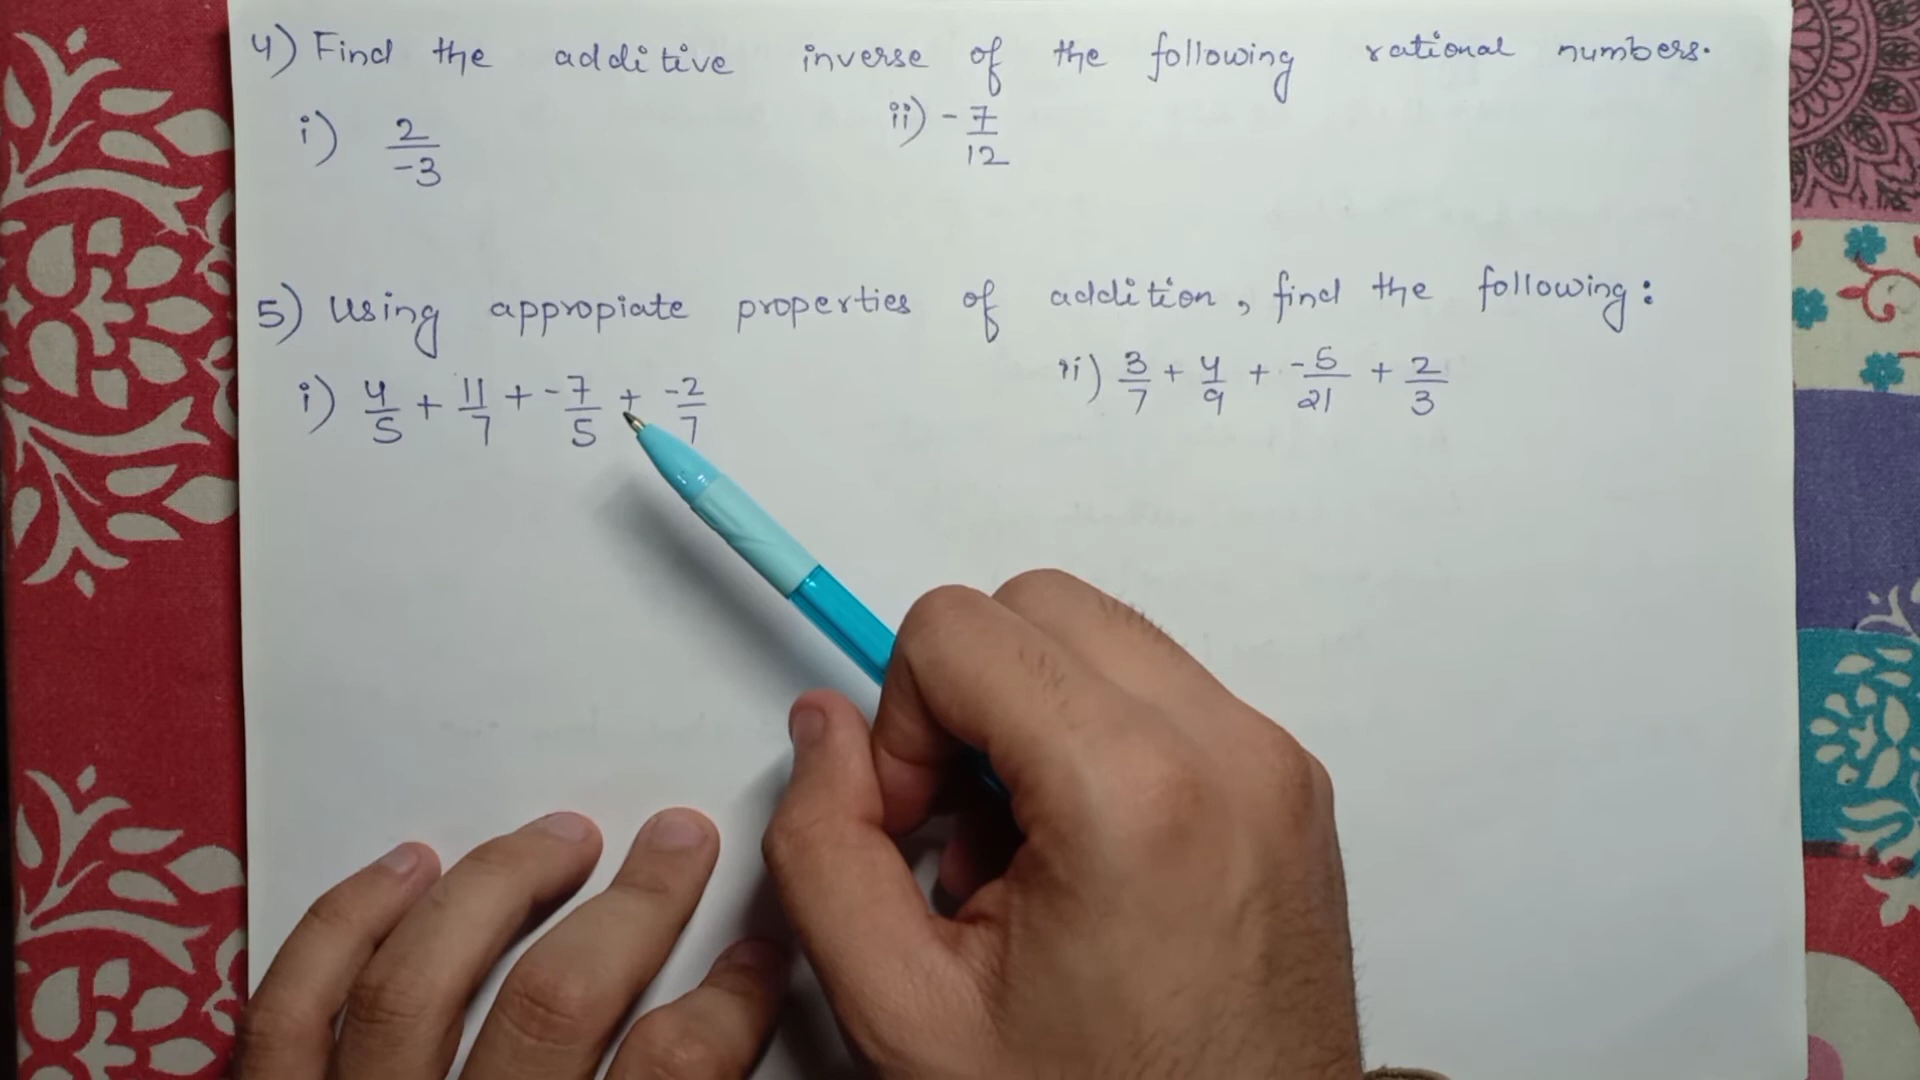 4) Find the additive inverse of the following rational numbers.
i) 2/-3 ii) -7/12
5) Using appropiate properties of addition, find the following:
i) 4/5 + 11/7 + -7/5 + -2/7 ii) 3/7 + 4/9 + -5/21 + 2/3